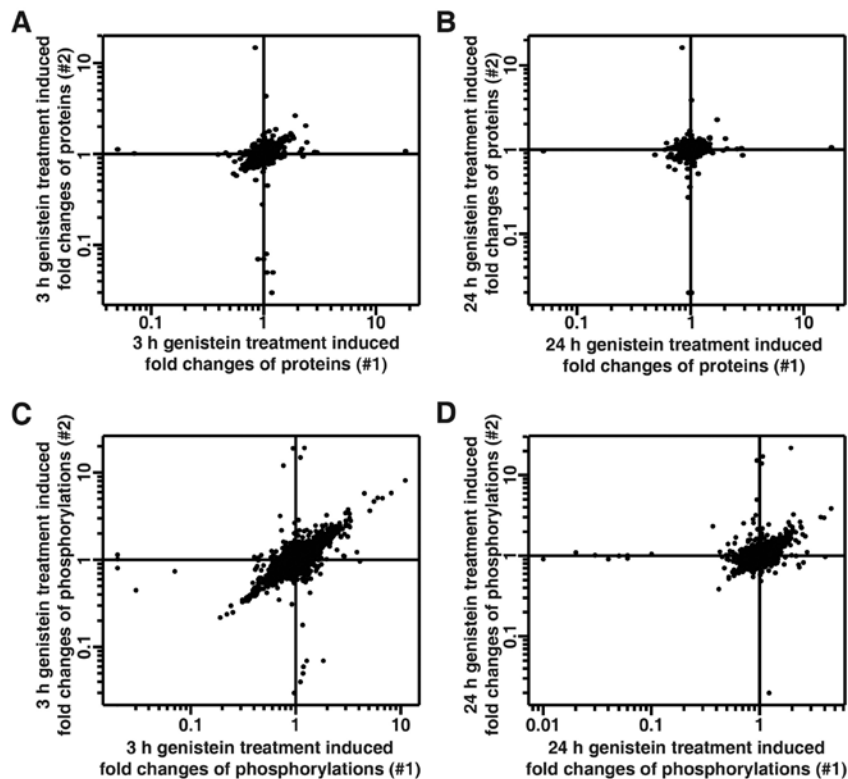 A
3 h genistein treatment induced
fold changes of proteins (#2)
10
1
0.1
0.1
1
10
3 h genistein treatment induced
fold changes of proteins (#1)
B
24 h genistein treatment induced
fold changes of proteins (#2)
10
1
0.1
0.1
1
10
24 h genistein treatment induced
fold changes of proteins (#1)
C
3 h genistein treatment induced
fold changes of phosphorylations (#2)
10
1
0.1
0.1
1
10
3 h genistein treatment induced
fold changes of phosphorylations (#1)
D
24 h genistein treatment induced
fold changes of phosphorylations (#2)
10
1
0.1
0.01
0.1
1
24 h genistein treatment induced
fold changes of phosphorylations (#1)